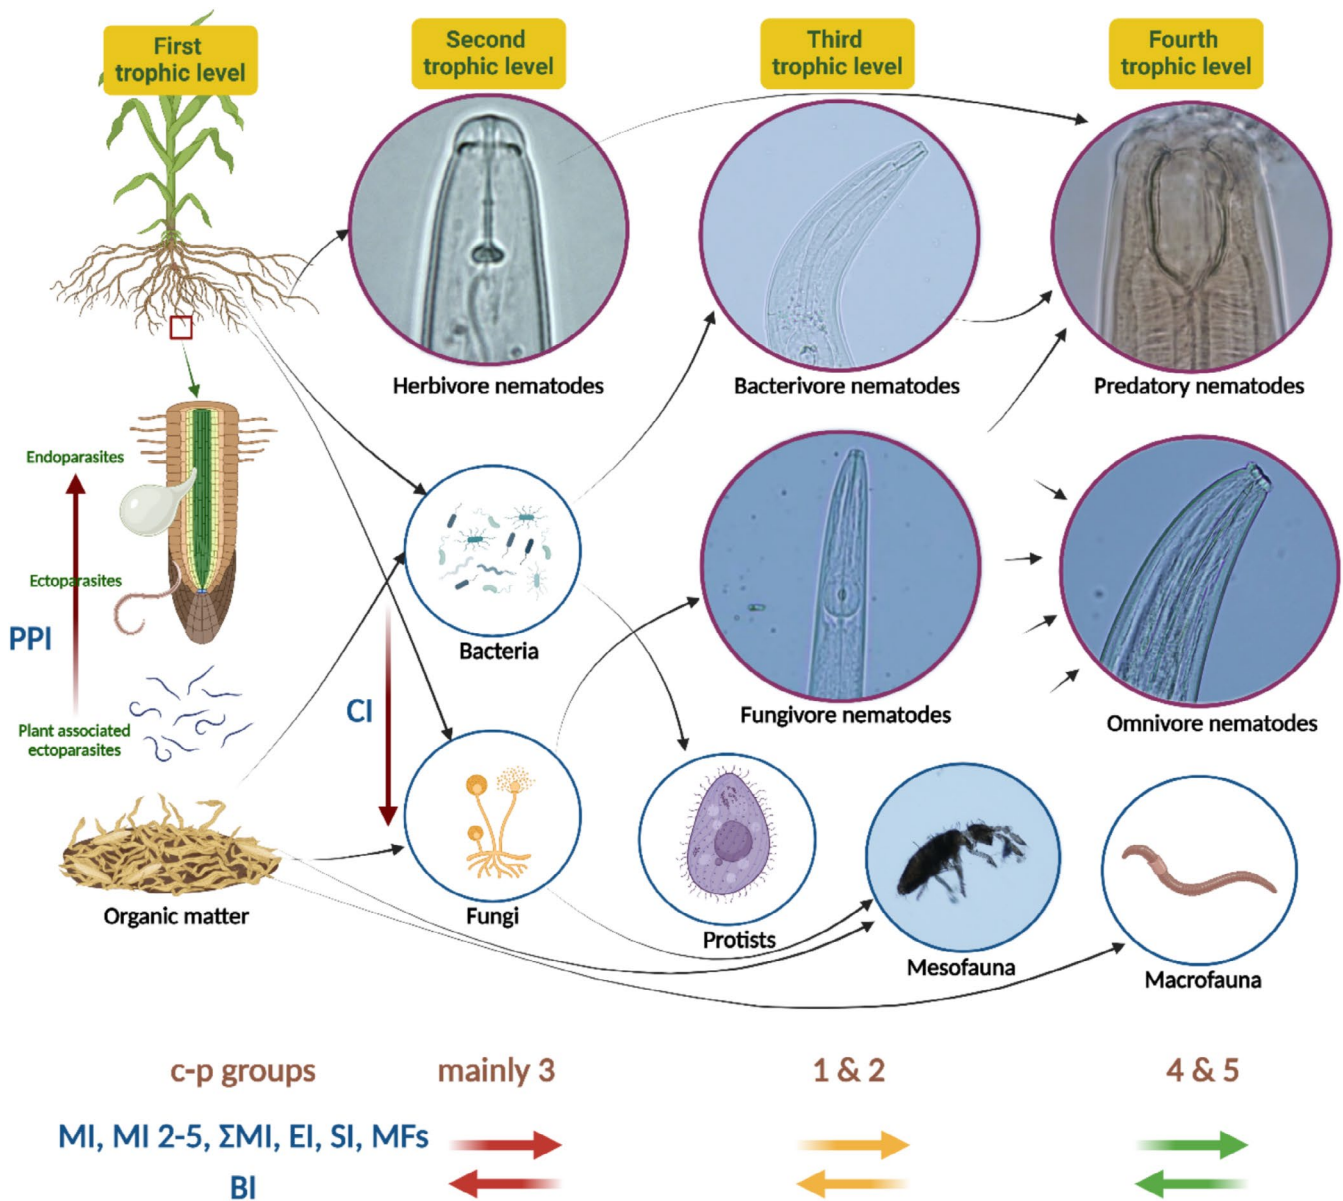 First
trophic level
Second
trophic level
Third
trophic level
Fourth
trophic level
Herbivore nematodes
Bacterivore nematodes
Predatory nematodes
Endoparasites
Ectoparasites
PPI
Bacteria
CI
Plant associated
ectoparasites
Fungivore nematodes
Omnivore nematodes
Organic matter
Fungi
Protists
Mesofauna
Macrofauna
c-p groups mainly 3 1 & 2 4 & 5
MI, MI 2-5, ΣMI, EI, SI, MFs
BI